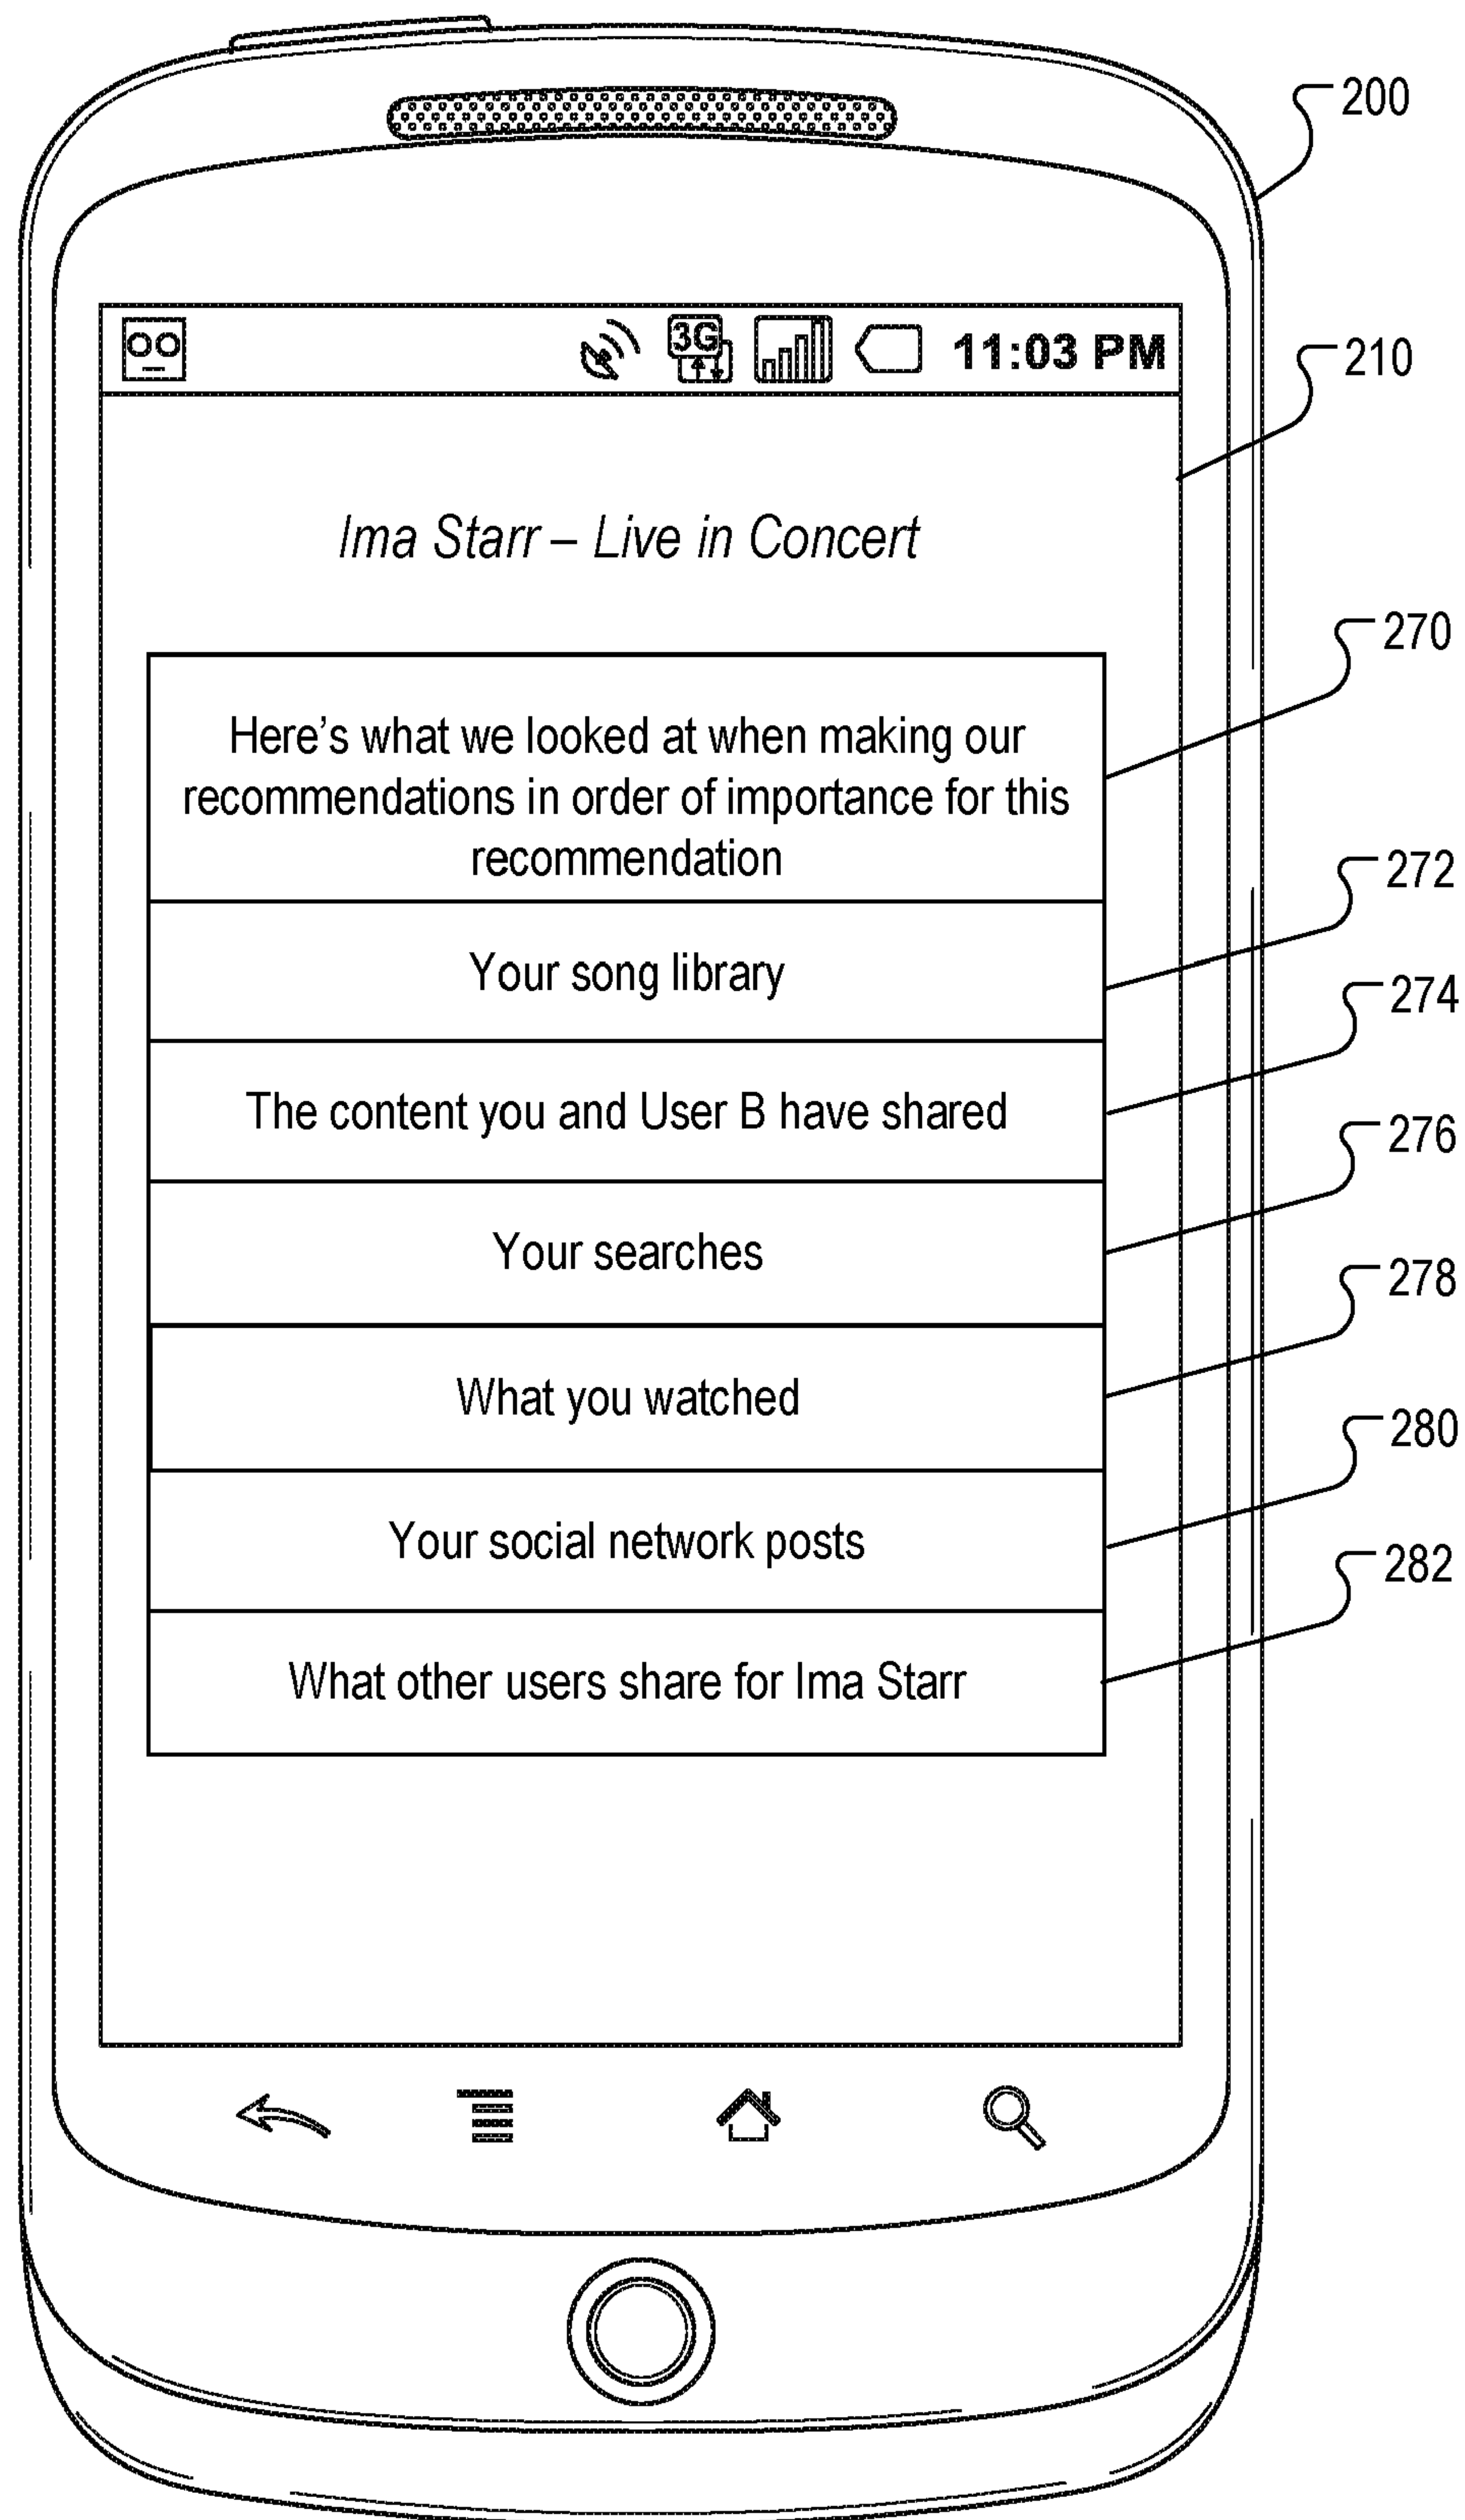 200
3G 11:03 PM
210
Ima Starr – Live in Concert
270
Here's what we looked at when making our
recommendations in order of importance for this
recommendation
272
Your song library
274
The content you and User B have shared
276
Your searches
278
What you watched
280
Your social network posts
282
What other users share for Ima Starr